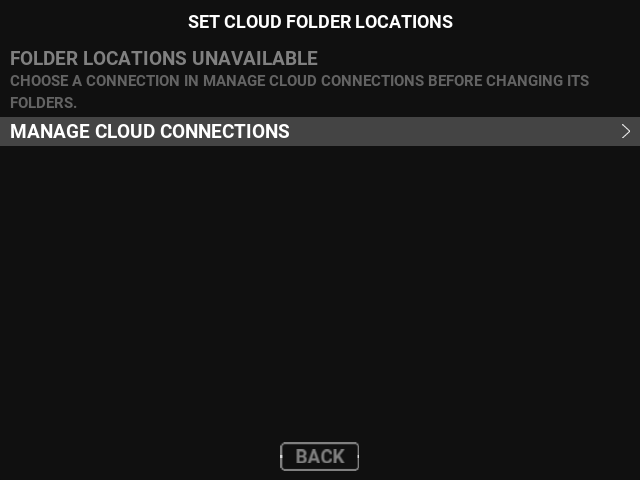 SET CLOUD FOLDER LOCATIONS
FOLDER LOCATIONS UNAVAILABLE
CHOOSE A CONNECTION IN MANAGE CLOUD CONNECTIONS BEFORE CHANGING ITS
FOLDERS.
MANAGE CLOUD CONNECTIONS
BACK